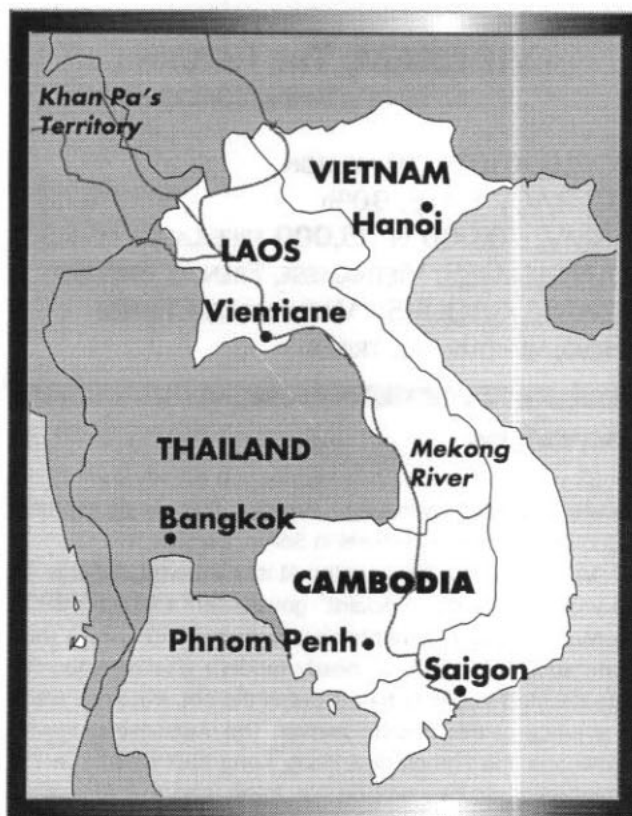 Khan Pa's
Territory
VIETNAM
Hanoi
LAOS
Vientiane
THAILAND
Mekong
River
Bangkok
CAMBODIA
Phnom Penh
Saigon